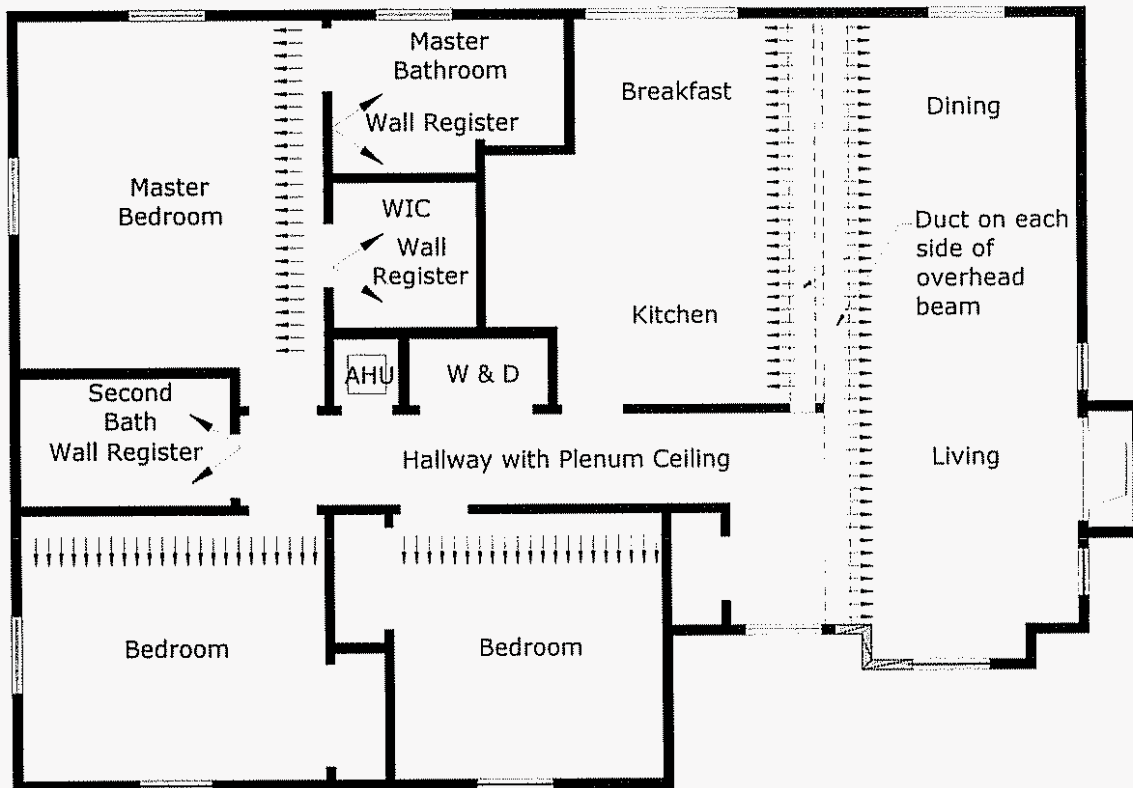 Master
Bathroom
Wall Register
Breakfast
Dining
Master
Bedroom
WIC
Wall
Register
Duct on each
side of
overhead
beam
Kitchen
AHU
W & D
Second
Bath
Wall Register
Hallway with Plenum Ceiling
Living
Bedroom
Bedroom